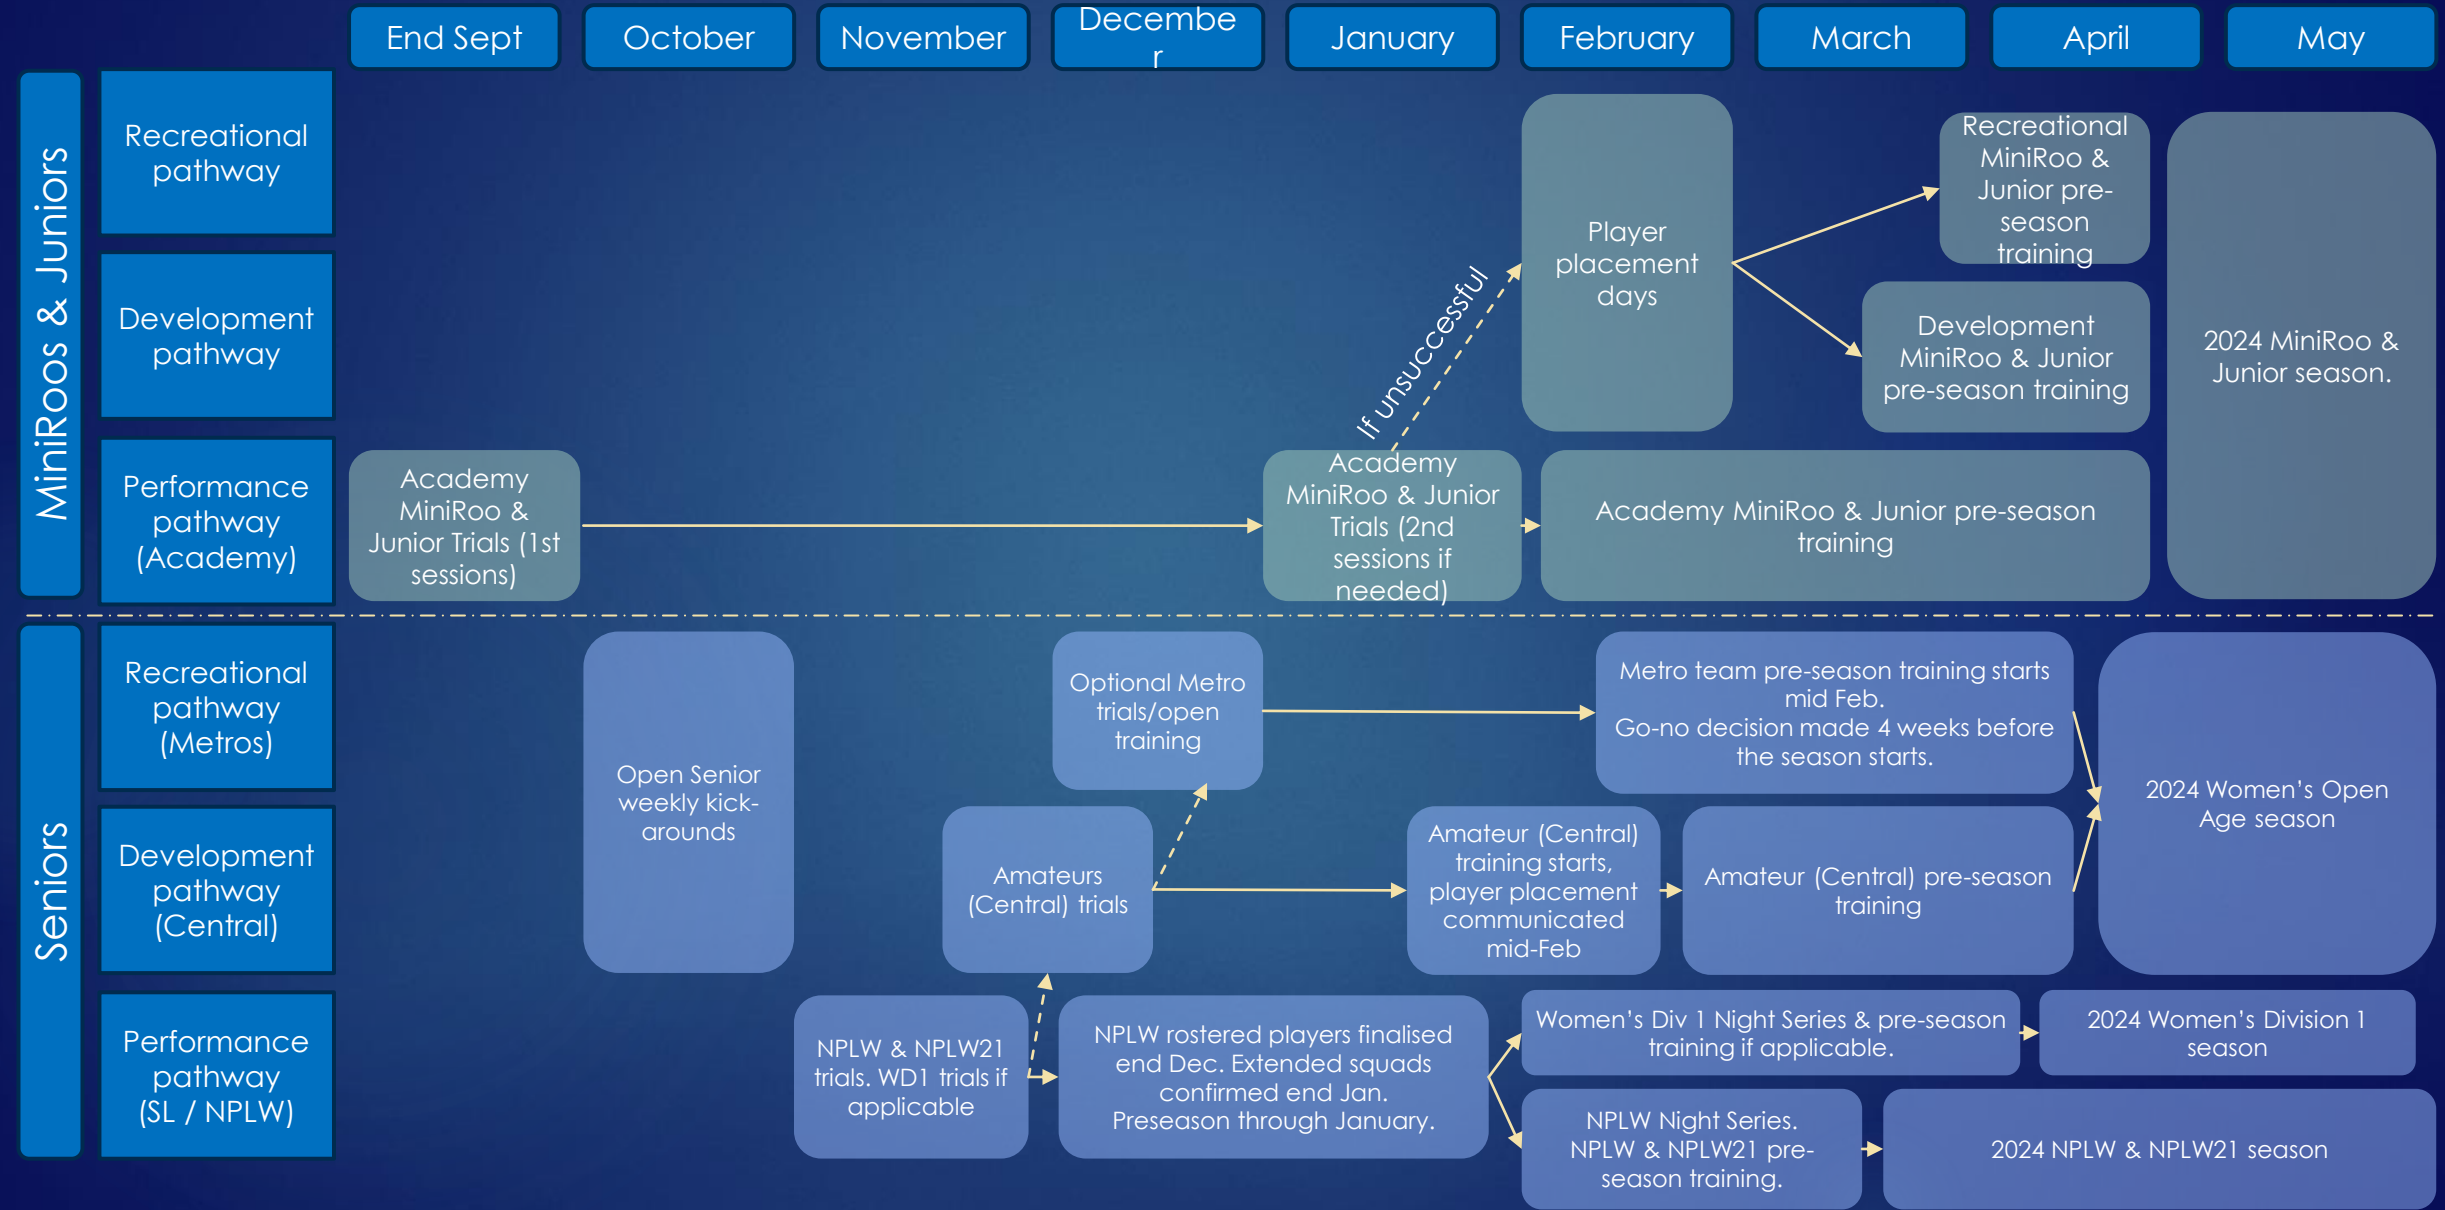 End Sept
October
November
Decembe
r
January
February
March
April
May
MiniRoos & Juniors
Recreational
pathway
Development
pathway
Performance
pathway
(Academy)
Player
placement
days
Recreational
MiniRoo &
Junior pre-
season
training
Development
MiniRoo & Junior
pre-season training
2024 MiniRoo &
Junior season.
If unsuccessful
Academy
MiniRoo &
Junior Trials (1st
sessions)
Academy
MiniRoo & Junior
Trials (2nd
sessions if
needed)
Academy MiniRoo & Junior pre-season
training
Seniors
Recreational
pathway
(Metros)
Development
pathway
(Central)
Performance
pathway
(SL / NPLW)
Open Senior
weekly kick-
arounds
Optional Metro
trials/open
training
Metro team pre-season training starts
mid Feb.
Go-no decision made 4 weeks before
the season starts.
2024 Women's Open
Age season
Amateurs
(Central) trials
Amateur (Central)
training starts,
player placement
communicated
mid-Feb
Amateur (Central) pre-season
training
NPLW & NPLW21
trials. WD1 trials if
applicable
NPLW rostered players finalised
end Dec. Extended squads
confirmed end Jan.
Preseason through January.
Women's Div 1 Night Series & pre-season
training if applicable.
2024 Women's Division 1
season
NPLW Night Series.
NPLW & NPLW21 pre-
season training.
2024 NPLW & NPLW21 season